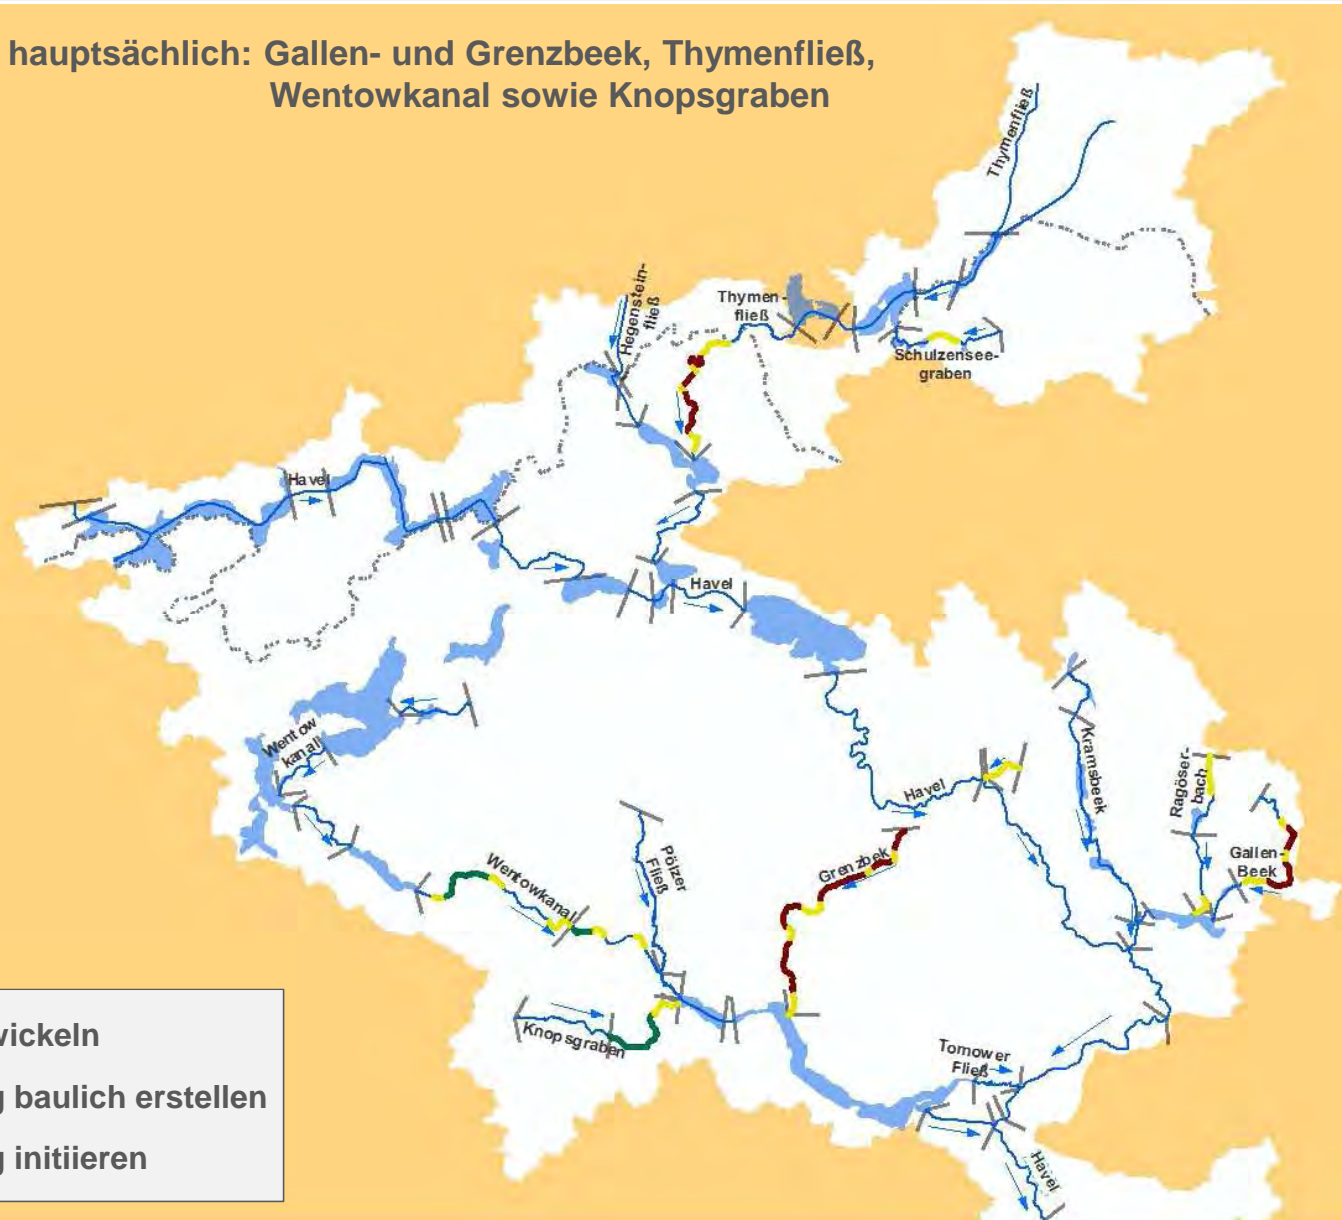 hauptsächlich: Gallen- und Grenzbeek, Thymenfließ,
Wentowkanal sowie Knopsgraben
Thymenfließ
Hegenstein-
fließ
Thymen-
fließ
Schulzensee-
graben
Havel
Havel
Wentow
kanal
Kramsbeek
Ragöser-
bach
Havel
Pölzer
Fließ
Grenzbek
Gallen-
Beek
Wentowkanal
Knopsgraben
Tornower
Fließ
Havel
wickeln
g baulich erstellen
g initiieren